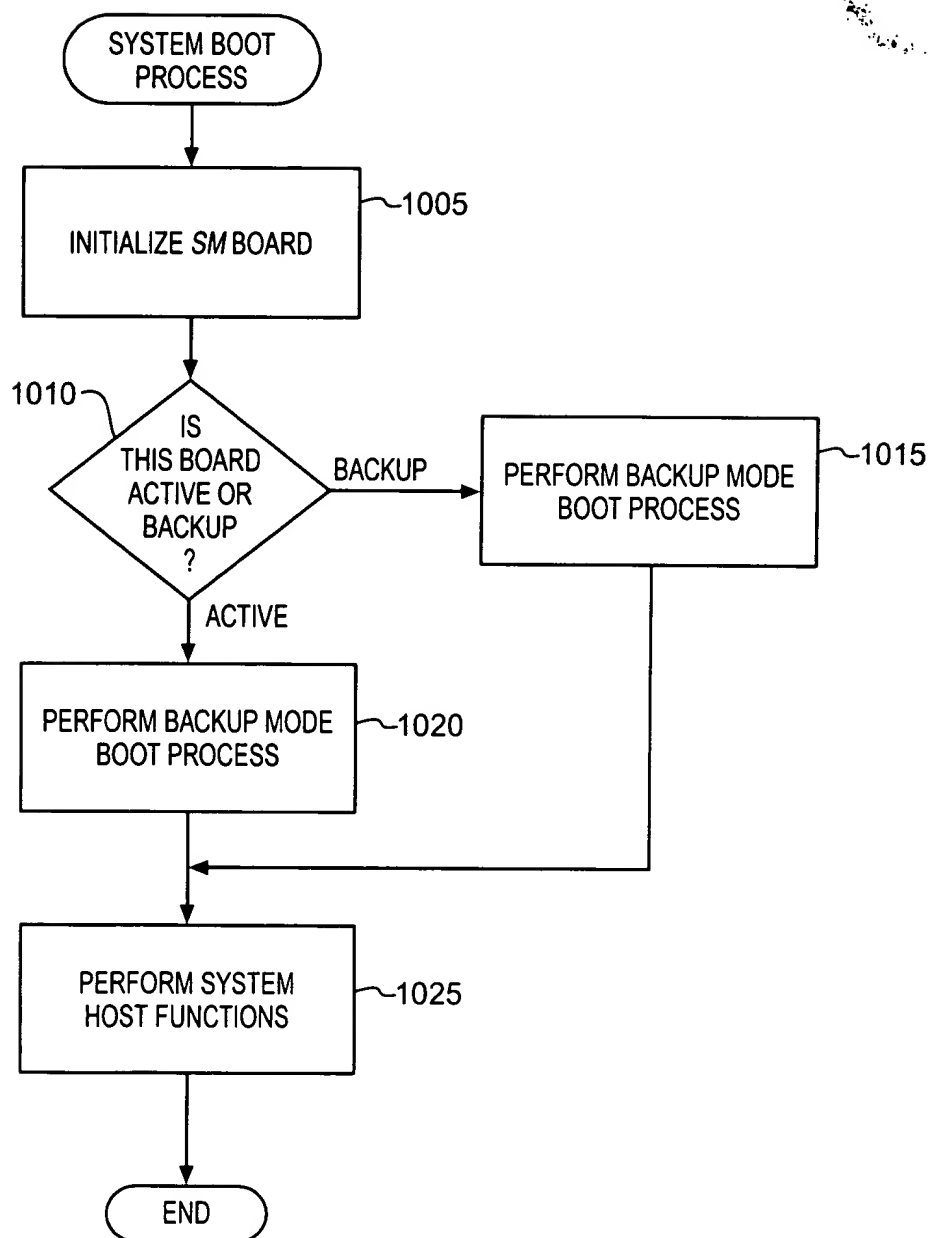 SYSTEM BOOT
PROCESS
1005
INITIALIZE SM BOARD
1010
IS
THIS BOARD
ACTIVE OR
BACKUP
?
BACKUP
1015
PERFORM BACKUP MODE
BOOT PROCESS
ACTIVE
PERFORM BACKUP MODE
BOOT PROCESS
1020
PERFORM SYSTEM
HOST FUNCTIONS
1025
END